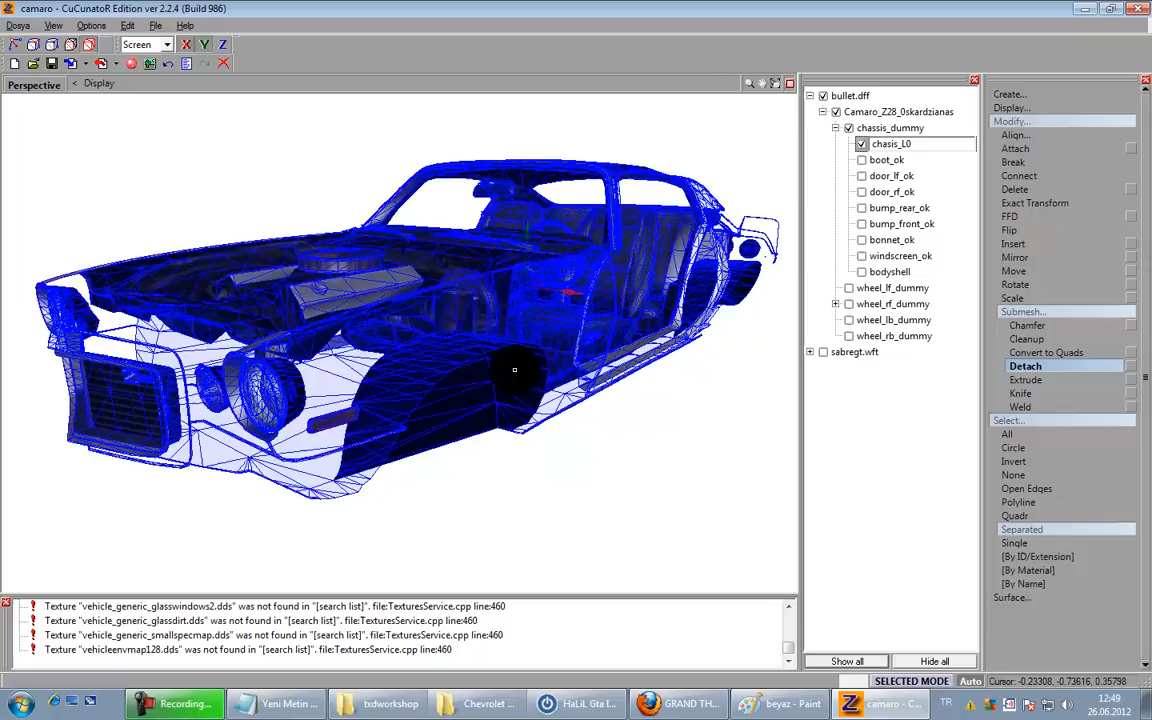 camaro - CuCunatoR Edition ver 2.2.4 (Build 986)
Dosya View Options Edit File Help
Screen X Y Z
Perspective < Display
bullet.dff
Camaro_Z28_0skardzianas
chassis_dummy
chasis_L0
boot_ok
door_lf_ok
door_rf_ok
bump_rear_ok
bump_front_ok
bonnet_ok
windscreen_ok
bodyshell
wheel_lf_dummy
wheel_rf_dummy
wheel_lb_dummy
wheel_rb_dummy
sabregt.wft
Show all Hide all
Create...
Display...
Modify...
Align...
Attach
Break
Connect
Delete
Exact Transform
FFD
Flip
Insert
Mirror
Move
Rotate
Scale
Submesh...
Chamfer
Cleanup
Convert to Quads
Detach
Extrude
Knife
Weld
Select...
All
Circle
Invert
None
Open Edges
Polyline
Quadr
Separated
Single
[By ID/Extension]
[By Material]
[By Name]
Surface...
Texture "vehicle_generic_glasswindows2.dds" was not found in "[search list]". file:TexturesService.cpp line:460
Texture "vehicle_generic_glassdirt.dds" was not found in "[search list]". file:TexturesService.cpp line:460
Texture "vehicle_generic_smallspecmap.dds" was not found in "[search list]". file:TexturesService.cpp line:460
Texture "vehicleenvmap128.dds" was not found in "[search list]". file:TexturesService.cpp line:460
SELECTED MODE Auto Cursor: -0.23308, -0.73616, 0.35798
Recording... Yeni Metin ... txdworkshop Chevrolet ... HaLiL Gta I... GRAND TH... beyaz - Paint camaro - C... TR 12:49
26.06.2012